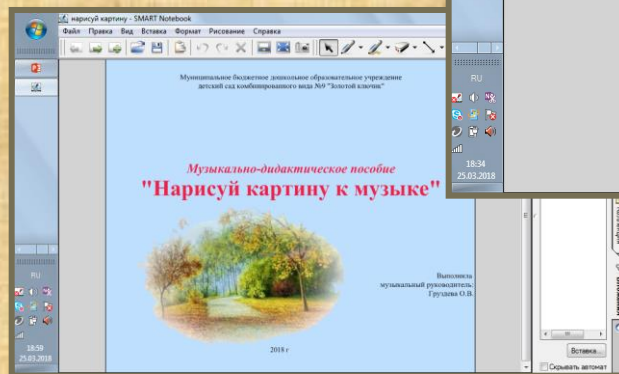 нарисуй картину - SMART Notebook
Файл Правка Вид Вставка Формат Рисование Справка
Муниципальное бюджетное дошкольное образовательное учреждение
детский сад комбинированного вида №9 "Золотой ключик"
Музыкально-дидактическое пособие
"Нарисуй картину к музыке"
Выполнила
музыкальный руководитель:
Груздева О.В.
2018 г
RU
18:59
25.03.2018
RU
18:34
25.03.2018
Вставка...
Скрывать автомат